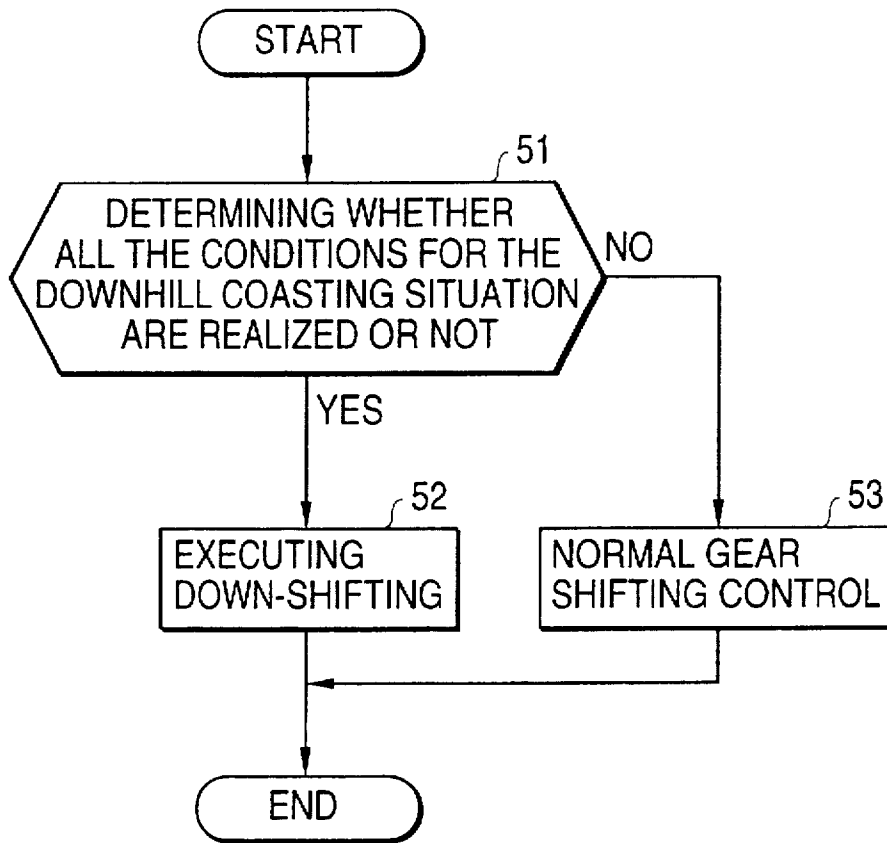 START
51
DETERMINING WHETHER
ALL THE CONDITIONS FOR THE
DOWNHILL COASTING SITUATION
ARE REALIZED OR NOT
NO
YES
52
EXECUTING
DOWN-SHIFTING
53
NORMAL GEAR
SHIFTING CONTROL
END